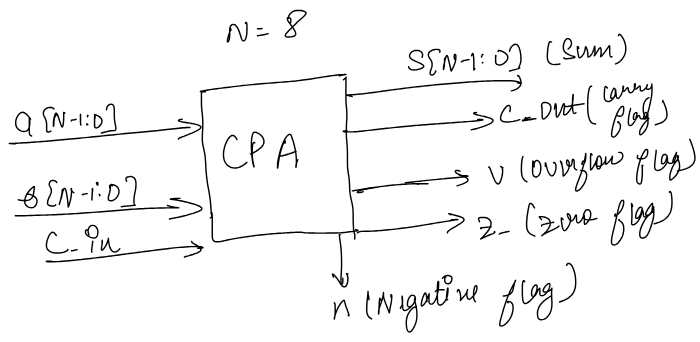 N = 8
S[N-1:0] (Sum)
a[N-1:0]
C_out (carry flag)
CPA
V (overflow flag)
B[N-1:0]
Z_ (zero flag)
C_in
n (Negative flag)